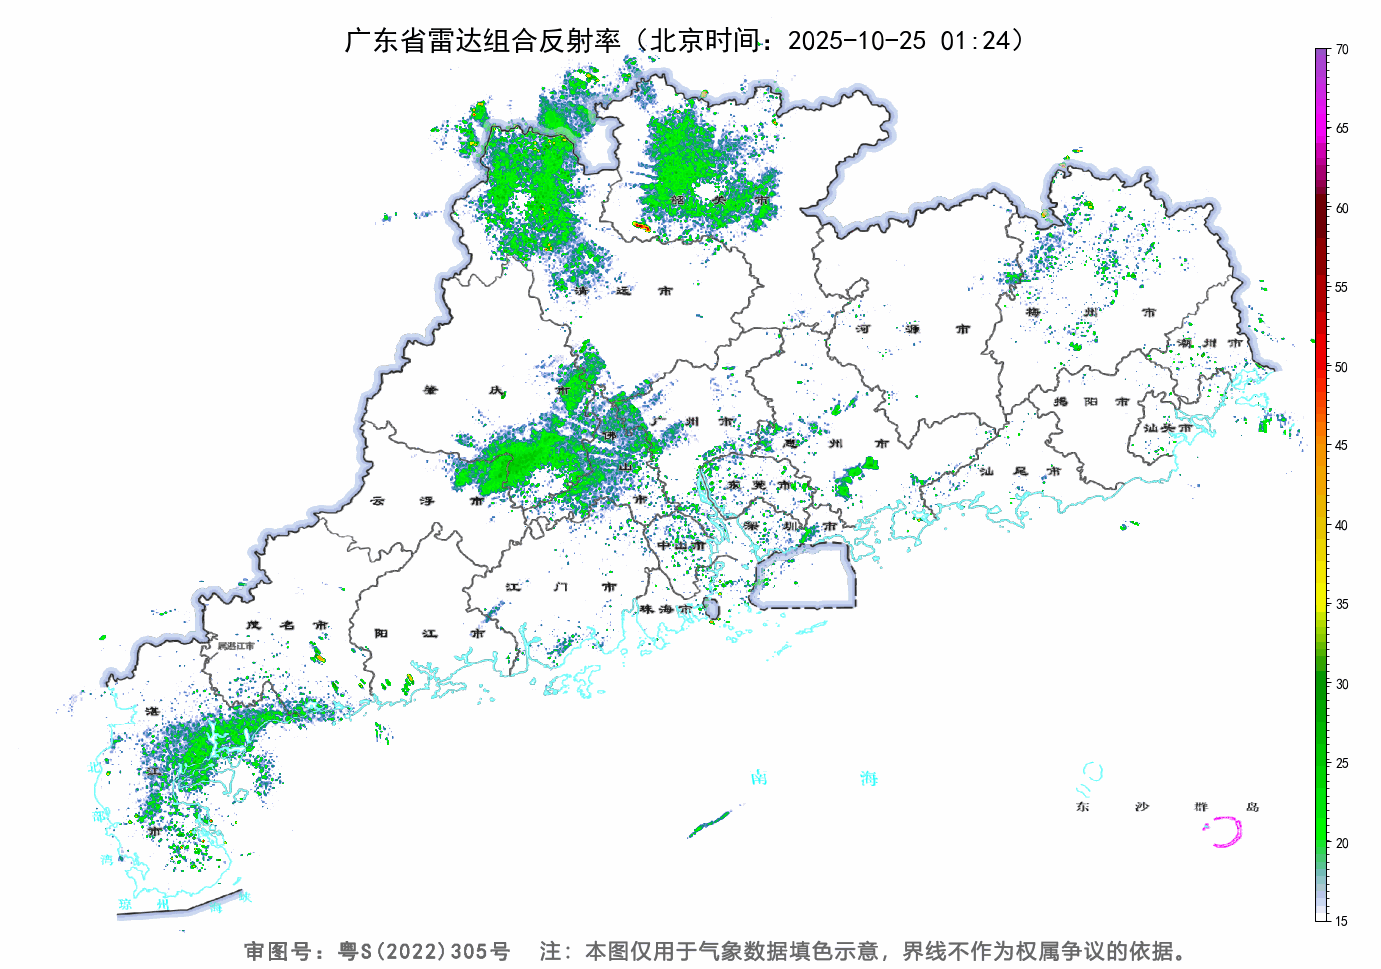 广东省雷达组合反射率（北京时间：2025-10-25 01:24）
70
65
60
55
50
45
40
35
30
25
20
15
韶关市
清远市
梅州市
河源市
潮州市
肇庆市
广州市
佛山市
惠州市
揭阳市
汕头市
汕尾市
云浮市
东莞市
深圳市
中山市
江门市
珠海市
茂名市
阳江市
属湛江市
湛江市
北部湾
琼州海峡
南海
东沙群岛
审图号：粤S(2022)305号 注：本图仅用于气象数据填色示意，界线不作为权属争议的依据。